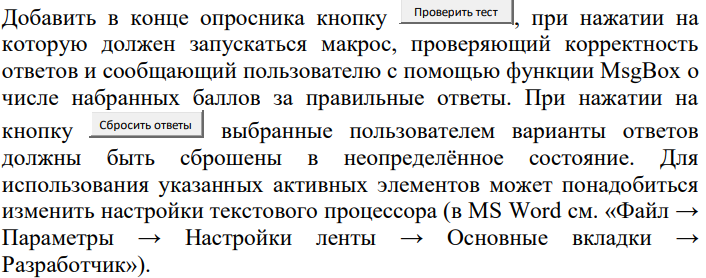 Добавить в конце опросника кнопку Проверить тест, при нажатии на
которую должен запускаться макрос, проверяющий корректность
ответов и сообщающий пользователю с помощью функции MsgBox о
числе набранных баллов за правильные ответы. При нажатии на
кнопку Сбросить ответы выбранные пользователем варианты ответов
должны быть сброшены в неопределённое состояние. Для
использования указанных активных элементов может понадобиться
изменить настройки текстового процессора (в MS Word см. «Файл →
Параметры → Настройки ленты → Основные вкладки →
Разработчик»).